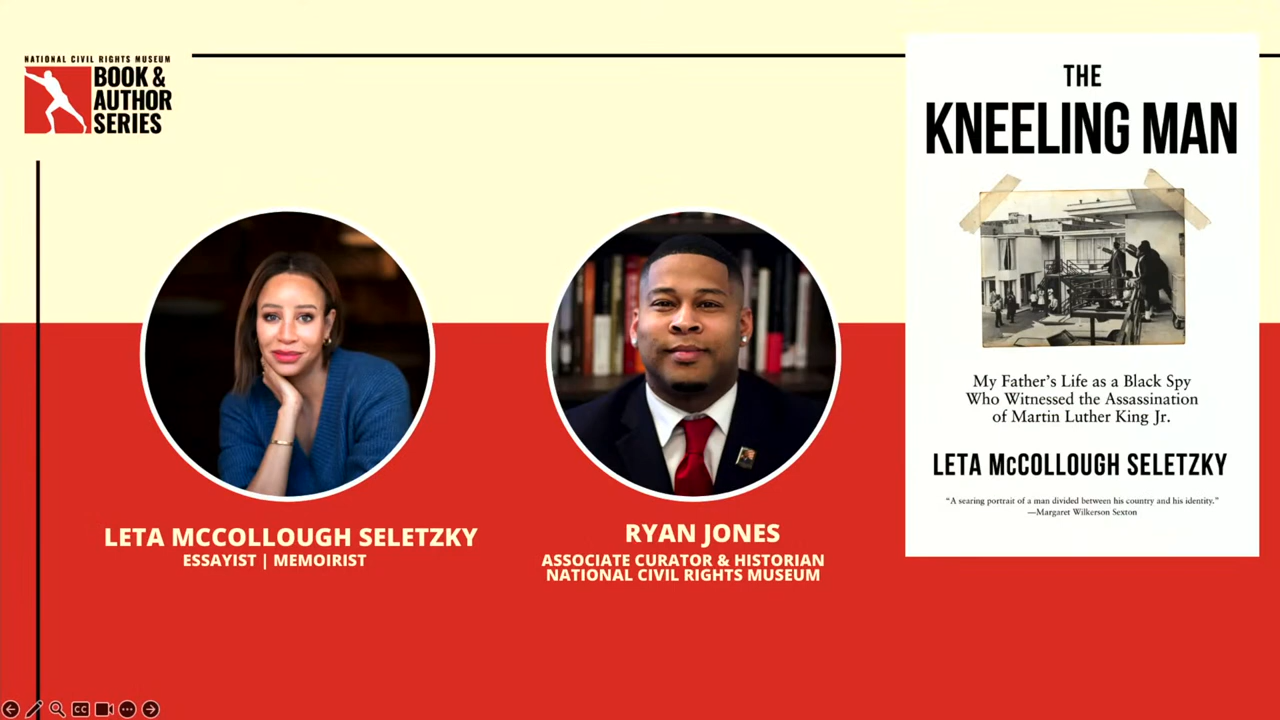 NATIONAL CIVIL RIGHTS MUSEUM
BOOK &
AUTHOR
SERIES
THE
KNEELING MAN
My Father's Life as a Black Spy
Who Witnessed the Assassination
of Martin Luther King Jr.
LETA McCOLLOUGH SELETZKY
"A searing portrait of a man divided between his country and his identity."
—Margaret Wilkerson Sexton
LETA MCCOLLOUGH SELETZKY
ESSAYIST | MEMOIRIST
RYAN JONES
ASSOCIATE CURATOR & HISTORIAN
NATIONAL CIVIL RIGHTS MUSEUM
CC